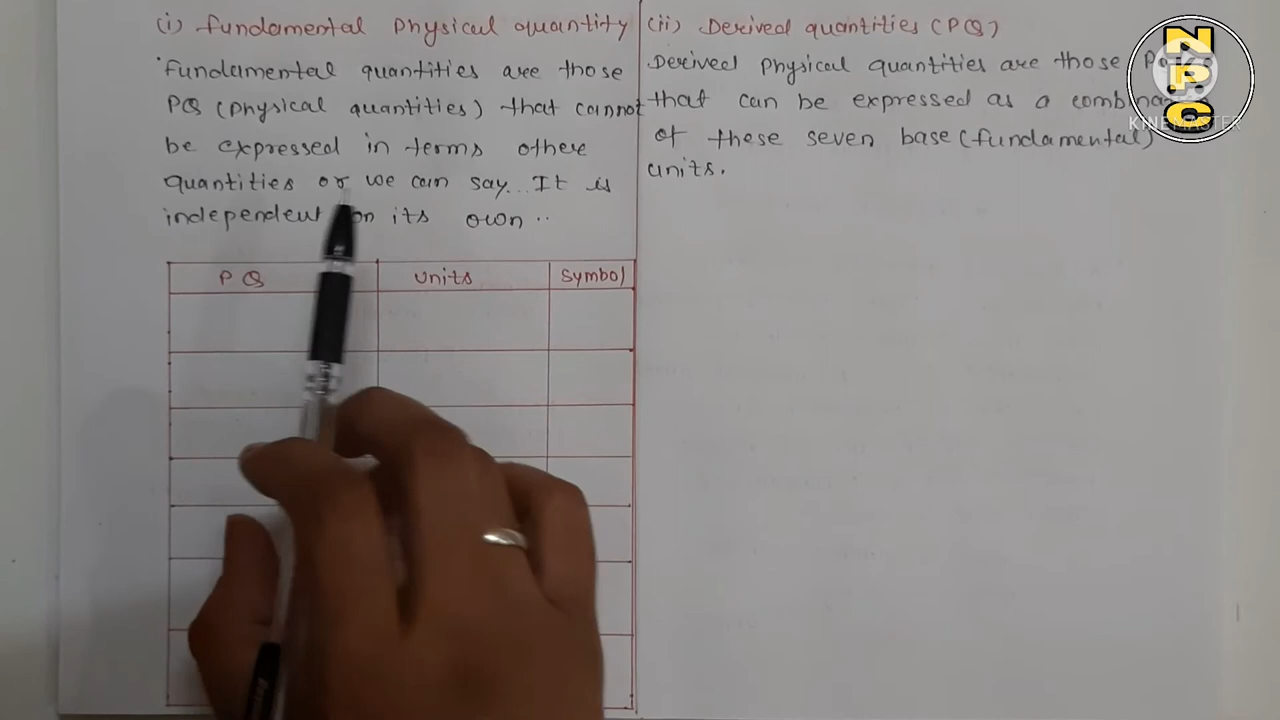 (i) Fundamental Physical quantity
Fundamental quantities are those
PQ (Physical quantities) that cannot
be expressed in terms other
quantities or we can say... It is
independent on its own..
PQ Units Symbol
(ii) Derived quantities (PQ)
Derived Physical quantities are those
that can be expressed as a
of these seven base (fundamental)
units.
NPC
KINEMASTER